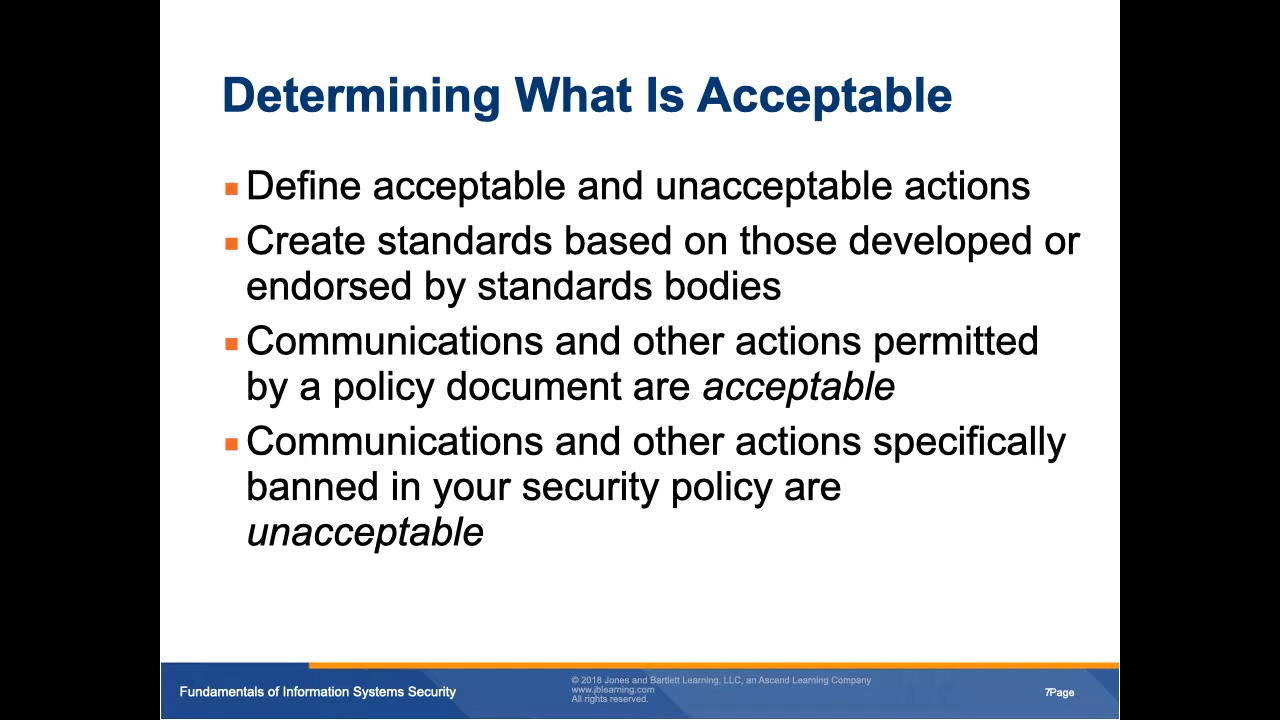 Determining What Is Acceptable
Define acceptable and unacceptable actions
Create standards based on those developed or
endorsed by standards bodies
Communications and other actions permitted
by a policy document are acceptable
Communications and other actions specifically
banned in your security policy are
unacceptable
Fundamentals of Information Systems Security
© 2018 Jones and Bartlett Learning, LLC, an Ascend Learning Company
www.jblearning.com
All rights reserved.
7Page